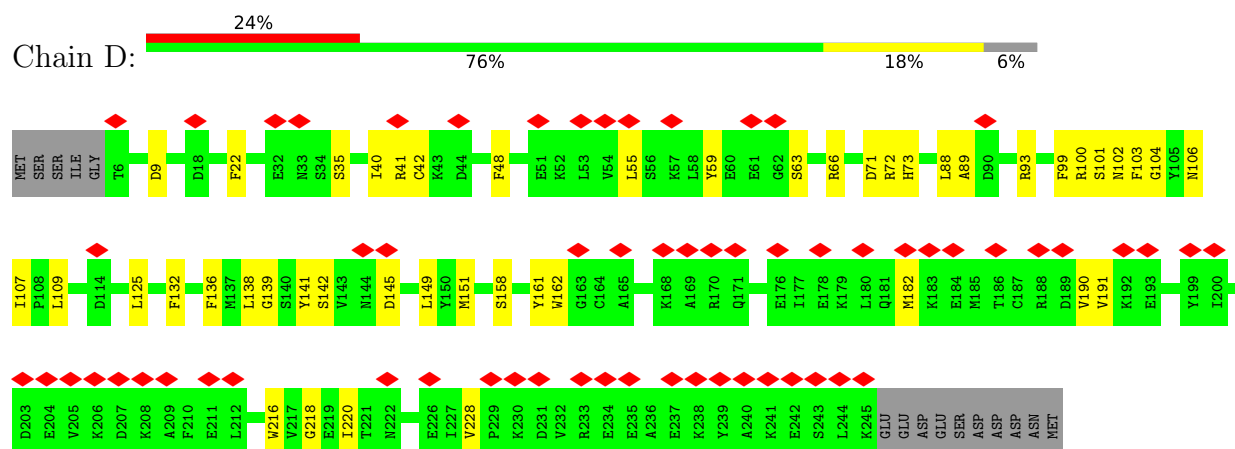 24%
Chain D:
76% 18% 6%
MET SER SER ILE GLY T6 D9 D18 F22 E32 N33 S34 S35 I40 R41 C42 K43 D44 F48 E51 K52 L53 V54 L55 S56 K57 L58 Y59 E60 E61 G62 S63 R66 D71 R72 H73 L88 A89 D90 R93 F99 R100 S101 N102 F103 G104 Y105 N106
I107 P108 L109 D114 L125 F132 F136 M137 L138 G139 S140 Y141 S142 V143 N144 D145 L149 Y150 M151 S158 Y161 W162 G163 C164 A165 K168 A169 R170 Q171 E176 I177 E178 K179 L180 Q181 M182 K183 E184 M185 T186 C187 R188 D189 V190 V191 K192 E193 Y199 I200
D203 E204 V205 K206 D207 K208 A209 F210 E211 L212 W216 V217 G218 E219 I220 T221 N222 E226 I227 V228 P229 K230 D231 V232 R233 E234 E235 A236 E237 K238 Y239 A240 K241 E242 S243 L244 K245 GLU GLU ASP GLU SER ASP ASP ASP ASN MET